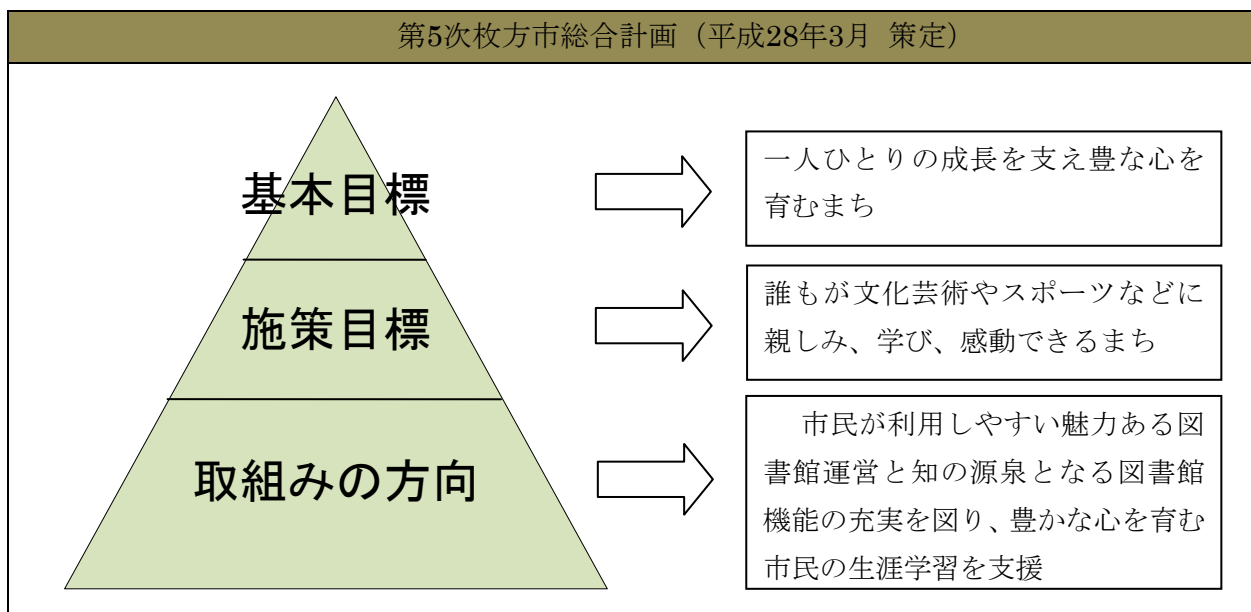 第5次枚方市総合計画（平成28年3月 策定）
基本目標
一人ひとりの成長を支え豊な心を
育むまち
施策目標
誰もが文化芸術やスポーツなどに
親しみ、学び、感動できるまち
取組みの方向
市民が利用しやすい魅力ある図
書館運営と知の源泉となる図書館
機能の充実を図り、豊かな心を育む
市民の生涯学習を支援